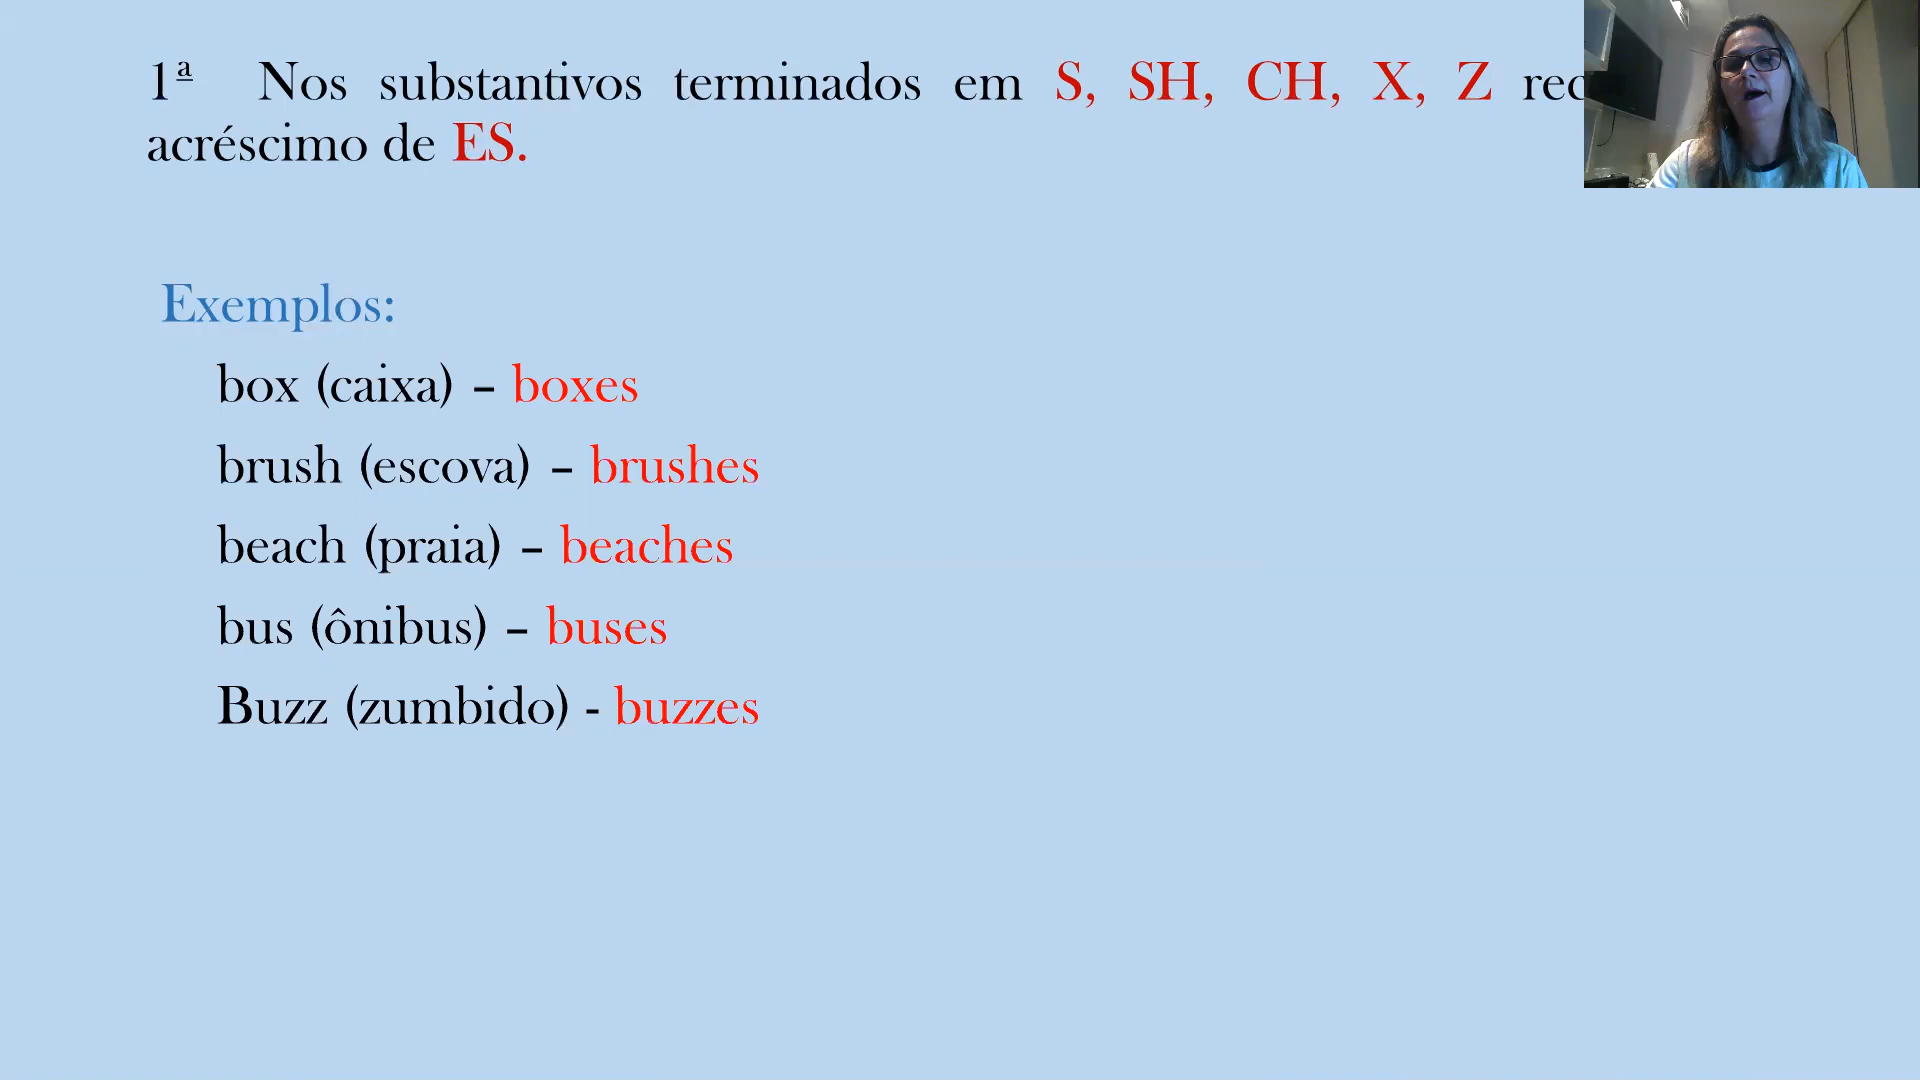 1ª Nos substantivos terminados em S, SH, CH, X, Z
acréscimo de ES.
Exemplos:
box (caixa) – boxes
brush (escova) – brushes
beach (praia) – beaches
bus (ônibus) – buses
Buzz (zumbido) - buzzes